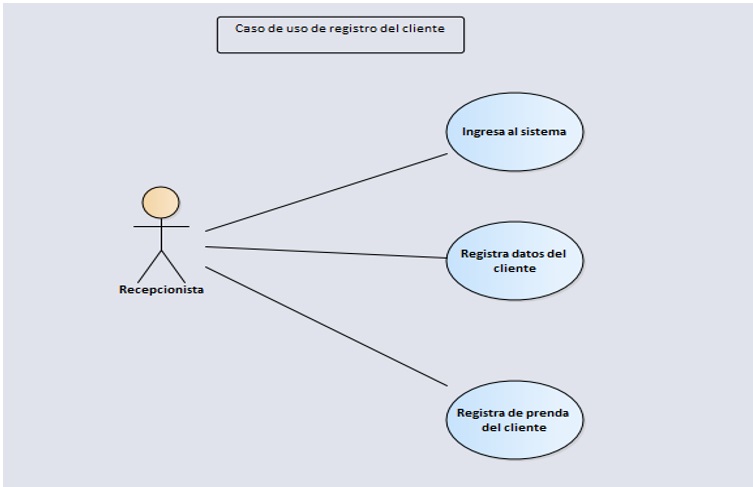 Caso de uso de registro del cliente
Ingresa al sistema
Registra datos del
cliente
Recepcionista
Registra de prenda
del cliente